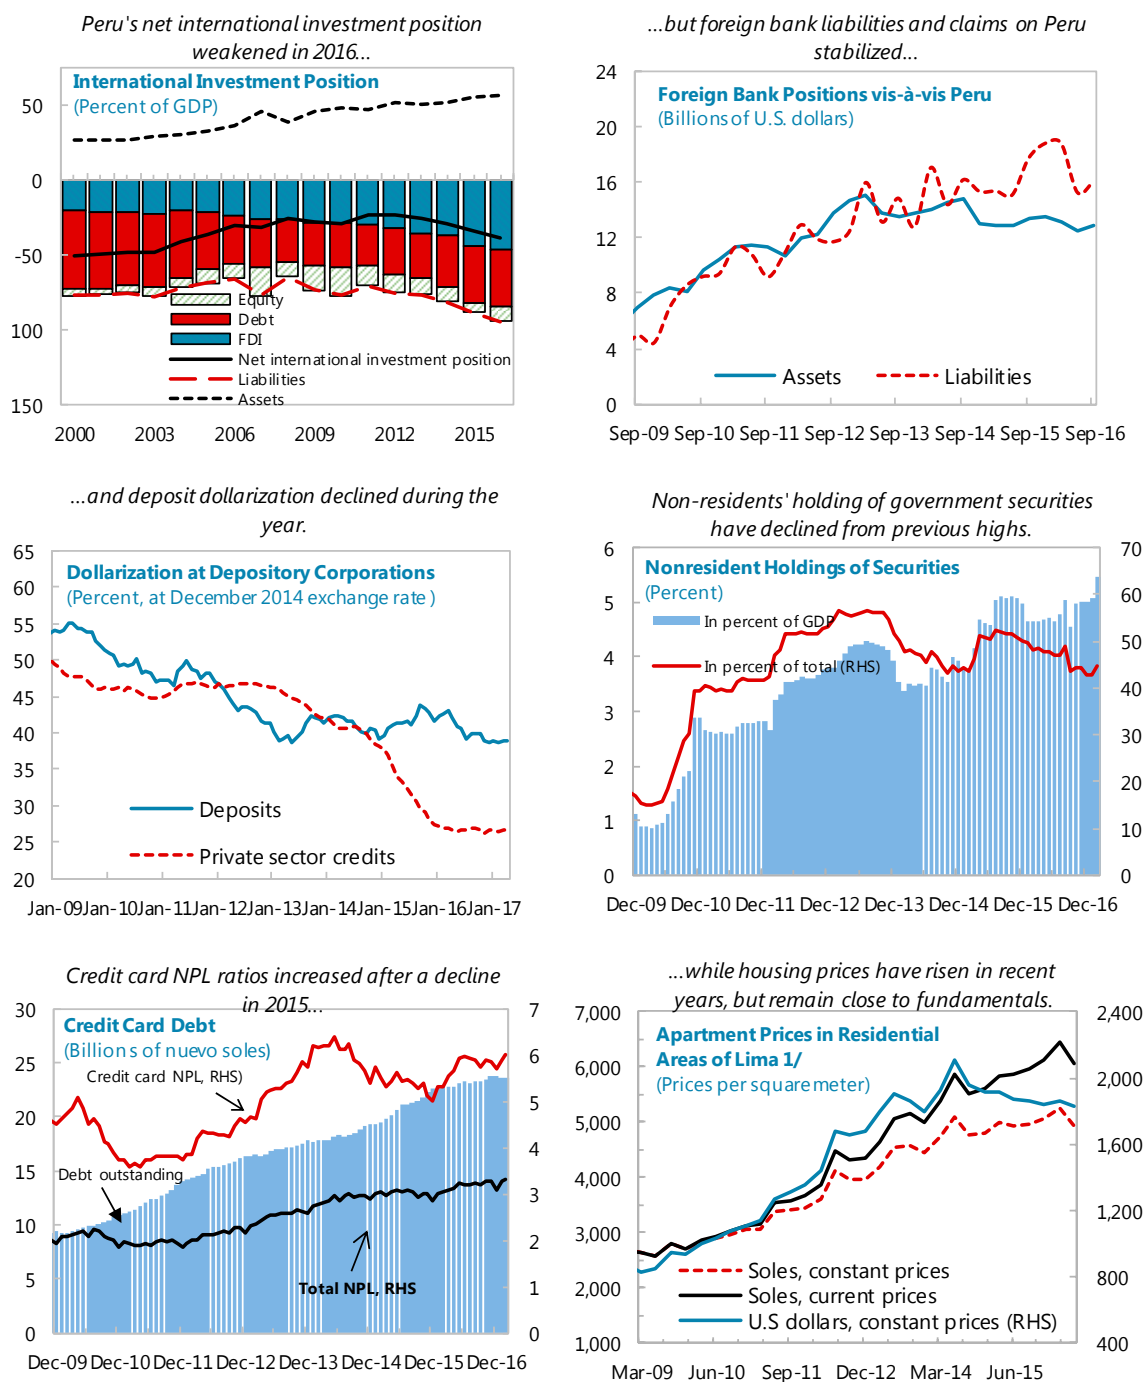 Peru's net international investment position
weakened in 2016...
International Investment Position
(Percent of GDP)
50
0
-50
100
150
Equity
Debt
FDI
Net international investment position
Liabilities
Assets
2000 2003 2006 2009 2012 2015
...but foreign bank liabilities and claims on Peru
stabilized...
Foreign Bank Positions vis-à-vis Peru
(Billions of U.S. dollars)
24
20
16
12
8
4
0
Assets Liabilities
Sep-09 Sep-10 Sep-11 Sep-12 Sep-13 Sep-14 Sep-15 Sep-16
...and deposit dollarization declined during the
year.
Dollarization at Depository Corporations
(Percent, at December 2014 exchange rate )
65
60
55
50
45
40
35
30
25
20
Deposits
Private sector credits
Jan-09 Jan-10 Jan-11 Jan-12 Jan-13 Jan-14 Jan-15 Jan-16 Jan-17
Non-residents' holding of government securities
have declined from previous highs.
Nonresident Holdings of Securities
(Percent)
In percent of GDP
In percent of total (RHS)
6
5
4
3
2
1
0
70
60
50
40
30
20
10
0
Dec-09 Dec-10 Dec-11 Dec-12 Dec-13 Dec-14 Dec-15 Dec-16
Credit card NPL ratios increased after a decline
in 2015...
Credit Card Debt
(Billions of nuevo soles)
Credit card NPL, RHS)
Debt outstanding
Total NPL, RHS
30
25
20
15
10
5
0
7
6
5
4
3
2
1
0
Dec-09 Dec-10 Dec-11 Dec-12 Dec-13 Dec-14 Dec-15 Dec-16
...while housing prices have risen in recent
years, but remain close to fundamentals.
Apartment Prices in Residential
Areas of Lima 1/
(Prices per square meter)
7,000
6,000
5,000
4,000
3,000
2,000
1,000
2,400
2,000
1,600
1,200
800
400
Soles, constant prices
Soles, current prices
U.S dollars, constant prices (RHS)
Mar-09 Jun-10 Sep-11 Dec-12 Mar-14 Jun-15